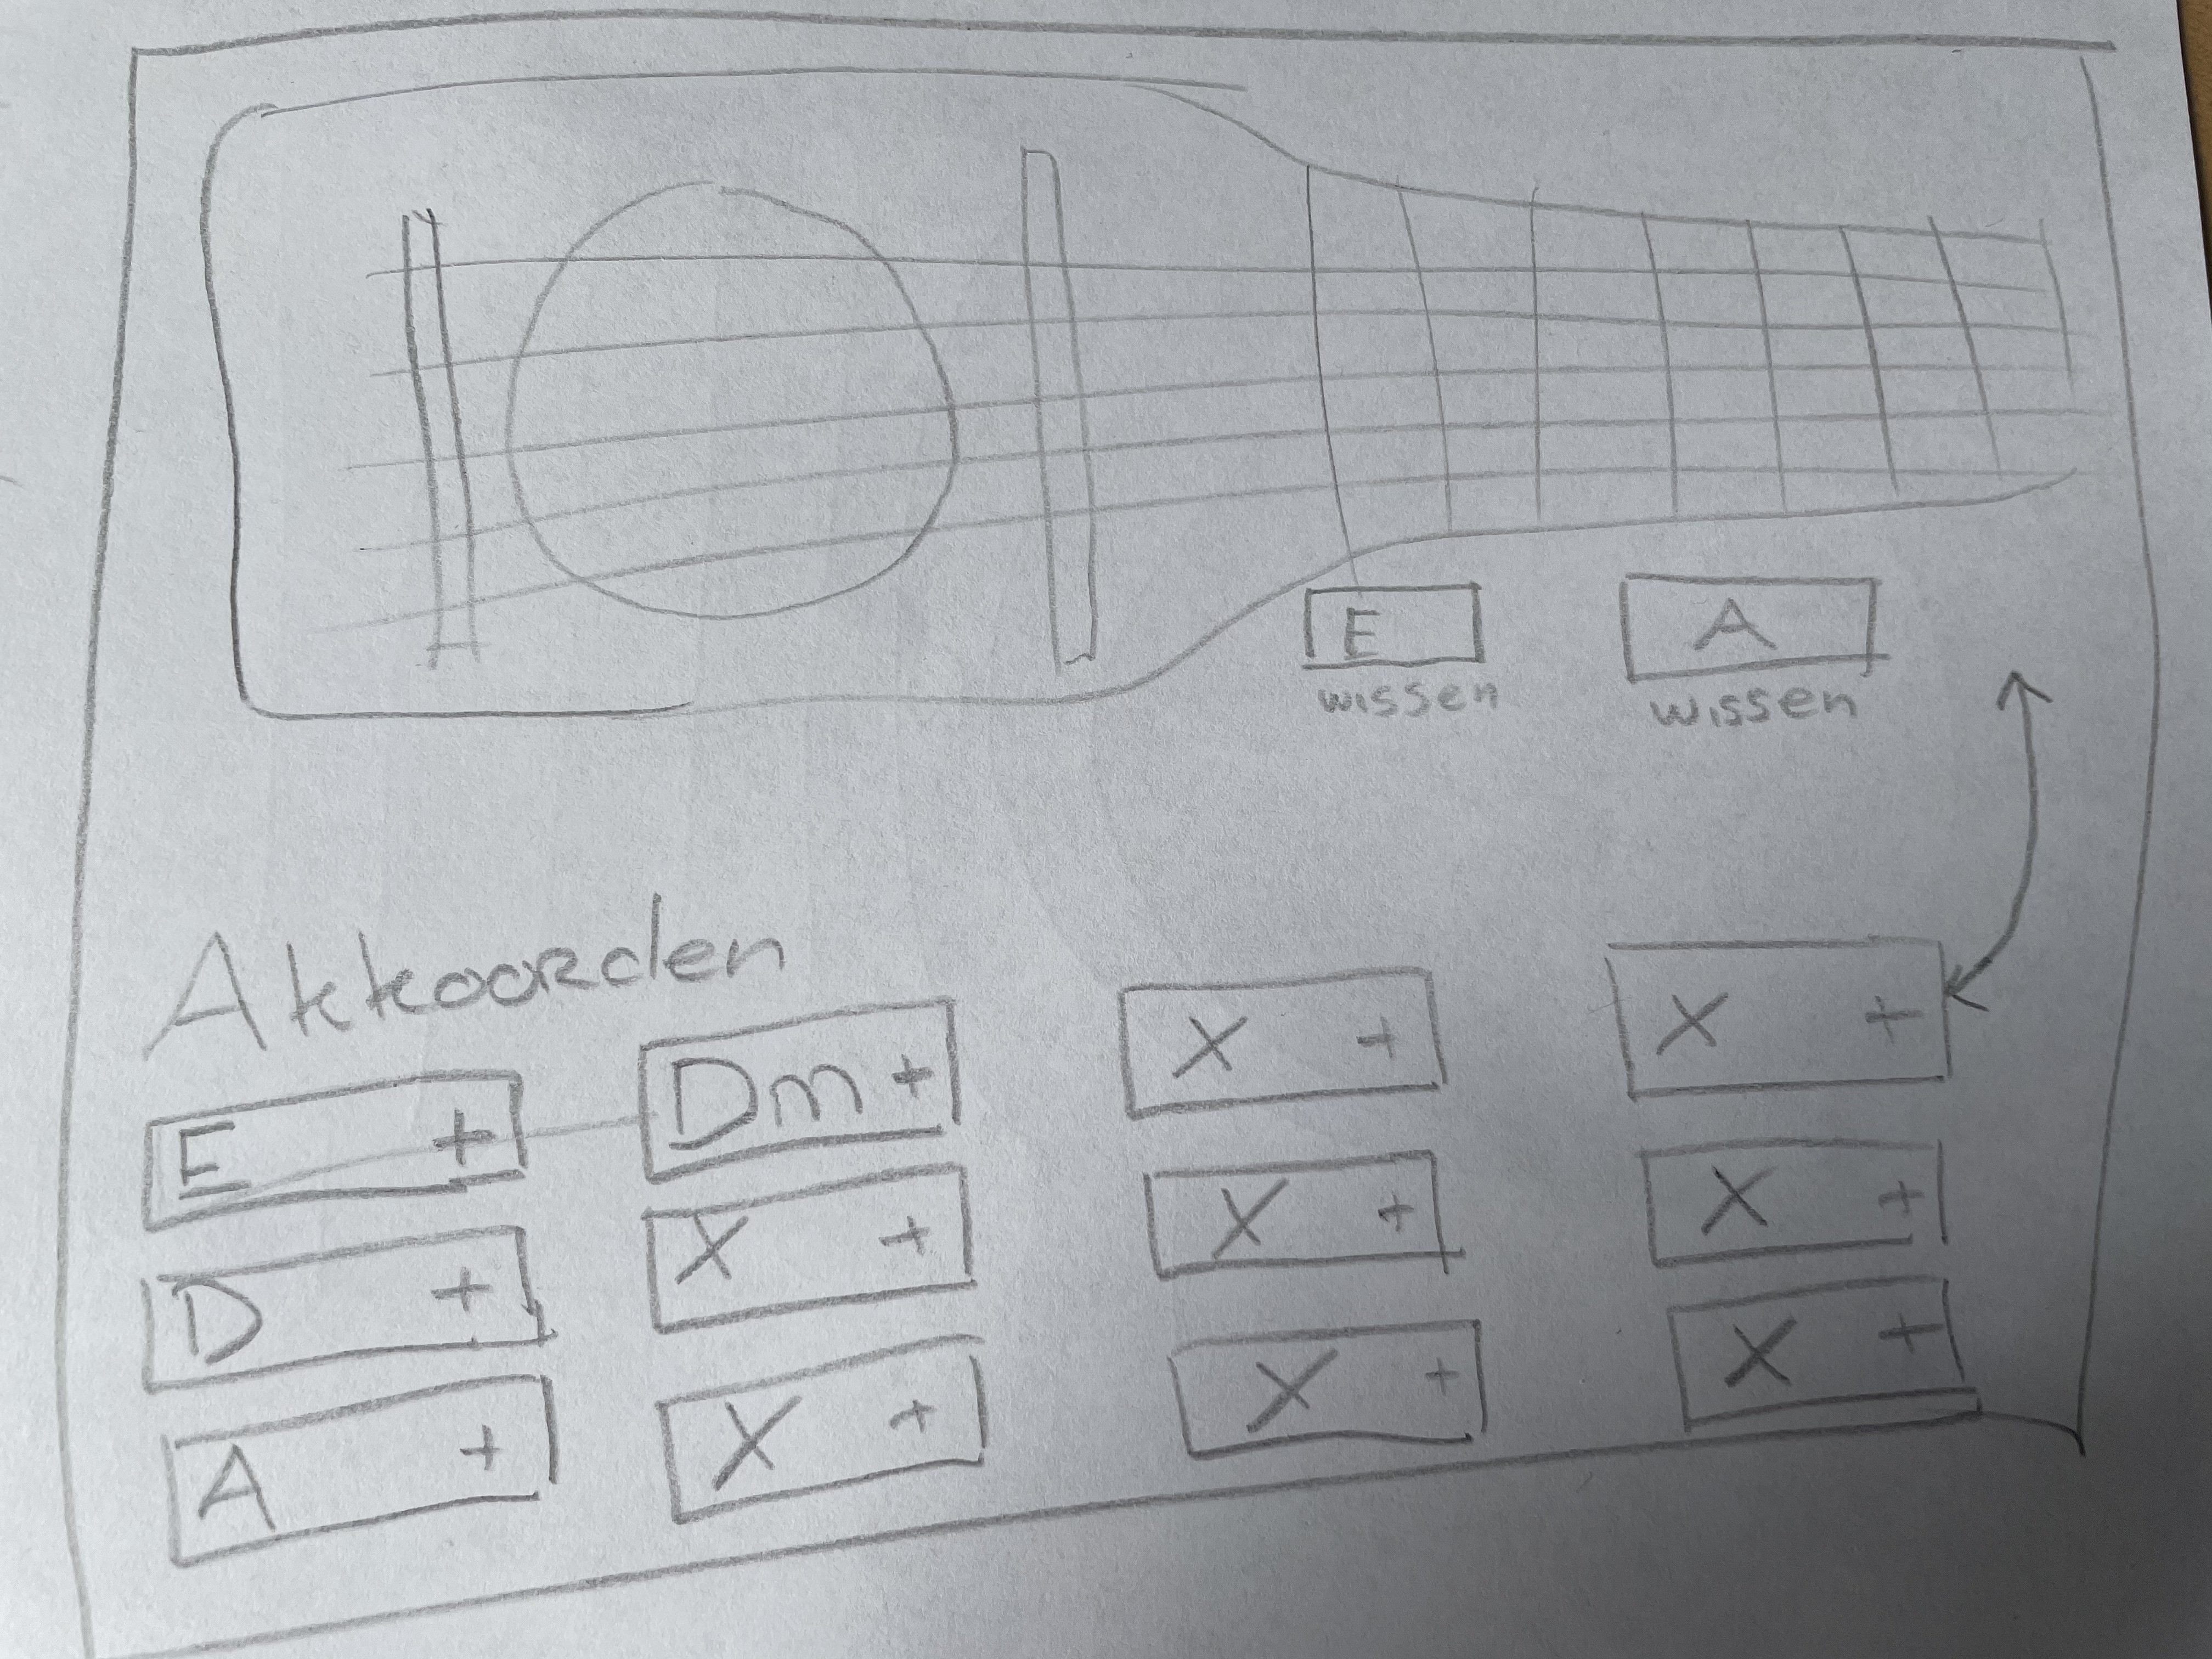 E A
wissen wissen
Akkoorden
E + Dm + X + X +
D + X + X + X +
A + X + X + X +